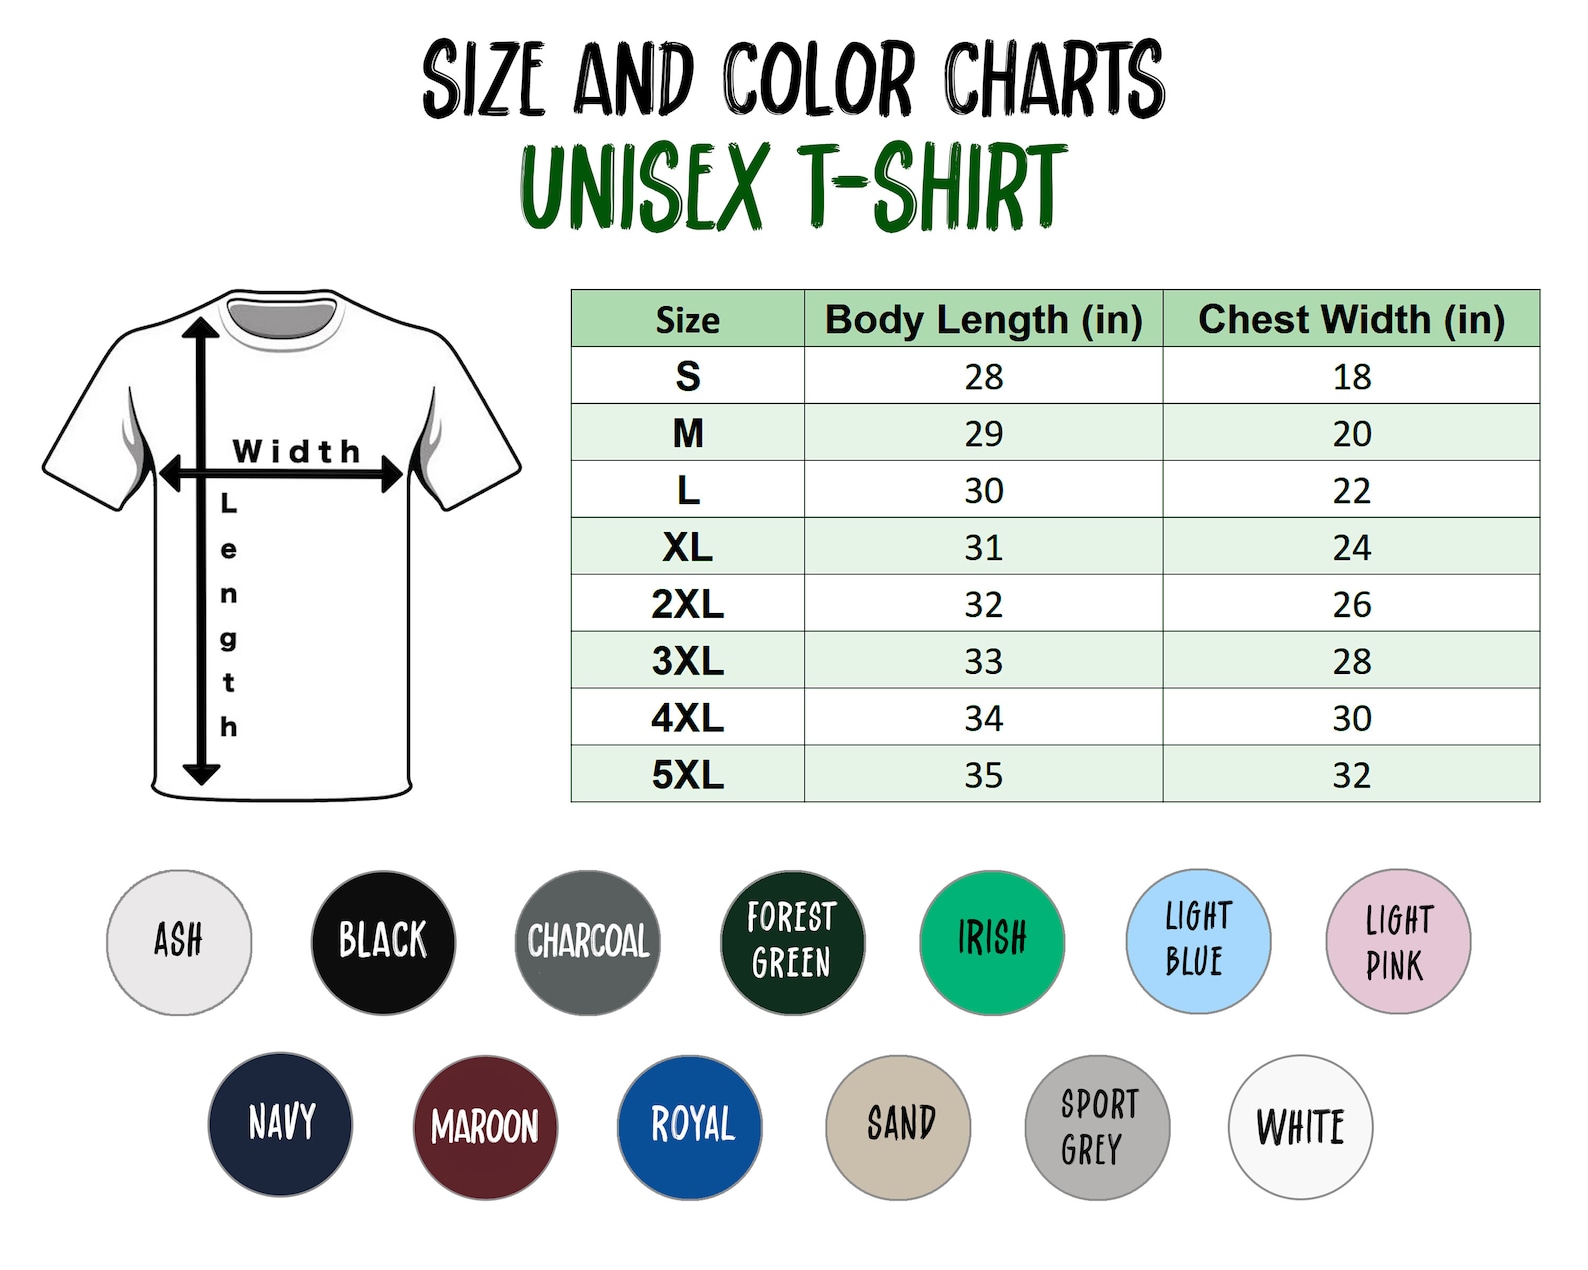 SIZE AND COLOR CHARTS
UNISEX T-SHIRT
Width
Length
Size Body Length (in) Chest Width (in)
S 28 18
M 29 20
L 30 22
XL 31 24
2XL 32 26
3XL 33 28
4XL 34 30
5XL 35 32
ASH
BLACK
CHARCOAL
FOREST
GREEN
IRISH
LIGHT
BLUE
LIGHT
PINK
NAVY
MAROON
ROYAL
SAND
SPORT
GREY
WHITE